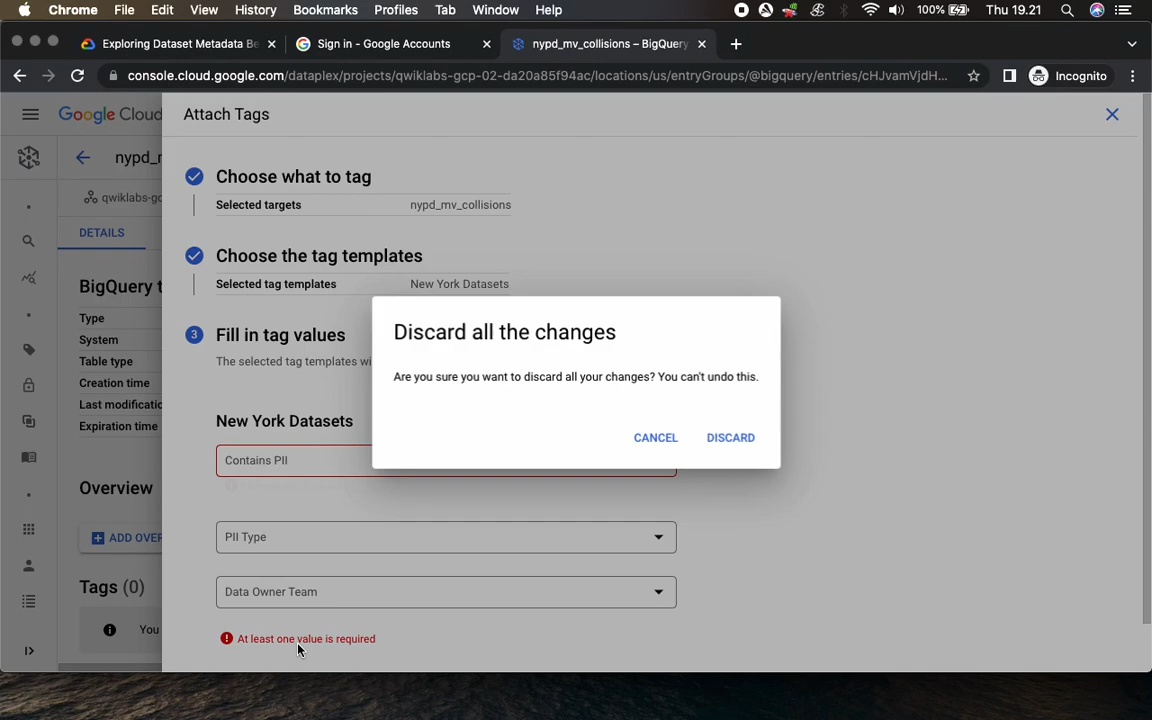 Chrome File Edit View History Bookmarks Profiles Tab Window Help 100% Thu 19.21
Exploring Dataset Metadata Be Sign in - Google Accounts nypd_mv_collisions – BigQuery
console.cloud.google.com/dataplex/projects/qwiklabs-gcp-02-da20a85f94ac/locations/us/entryGroups/@bigquery/entries/cHJvamVjdH... Incognito
Google Cloud
Attach Tags
nypd_r
qwiklabs-gc
DETAILS
BigQuery t
Type
System
Table type
Creation time
Last modificatio
Expiration time
Overview
ADD OVER
Tags (0)
You
Choose what to tag
Selected targets nypd_mv_collisions
Choose the tag templates
Selected tag templates New York Datasets
3 Fill in tag values
The selected tag templates wi
New York Datasets
Contains PII
PII Type
Data Owner Team
At least one value is required
Discard all the changes
Are you sure you want to discard all your changes? You can't undo this.
CANCEL DISCARD